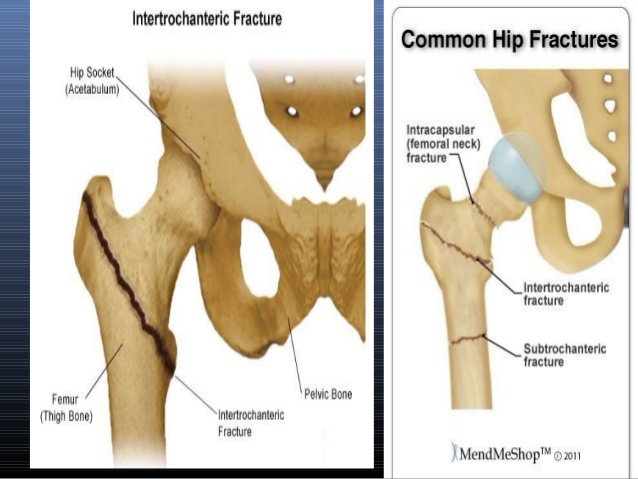 Intertrochanteric Fracture
Hip Socket
(Acetabulum)
Femur
(Thigh Bone)
Intertrochanteric
Fracture
Pelvic Bone
Common Hip Fractures
Intracapsular
(femoral neck)
fracture
Intertrochanteric
fracture
Subtrochanteric
fracture
MendMeShop™ © 2011